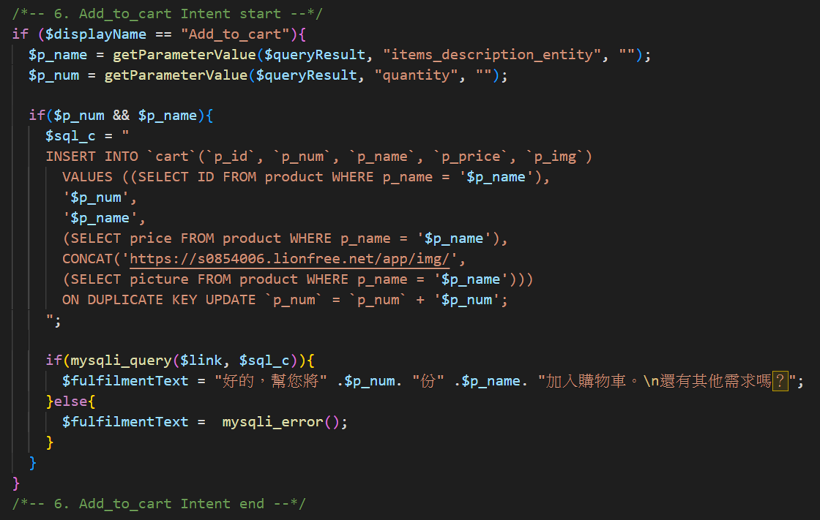 /*-- 6. Add_to_cart Intent start --*/
if ($displayName == "Add_to_cart"){
$p_name = getParameterValue($queryResult, "items_description_entity", "");
$p_num = getParameterValue($queryResult, "quantity", "");
if($p_num && $p_name){
$sql_c = "
INSERT INTO `cart`(`p_id`, `p_num`, `p_name`, `p_price`, `p_img`)
VALUES ((SELECT ID FROM product WHERE p_name = '$p_name'),
'$p_num',
'$p_name',
(SELECT price FROM product WHERE p_name = '$p_name'),
CONCAT('https://s0854006.lionfree.net/app/img/',
(SELECT picture FROM product WHERE p_name = '$p_name')))
ON DUPLICATE KEY UPDATE `p_num` = `p_num` + '$p_num';
";
if(mysqli_query($link, $sql_c)){
$fulfilmentText = "好的，幫您將" .$p_num. "份" .$p_name. "加入購物車。\n還有其他需求嗎？";
}else{
$fulfilmentText =  mysqli_error();
}
}
}
/*-- 6. Add_to_cart Intent end --*/